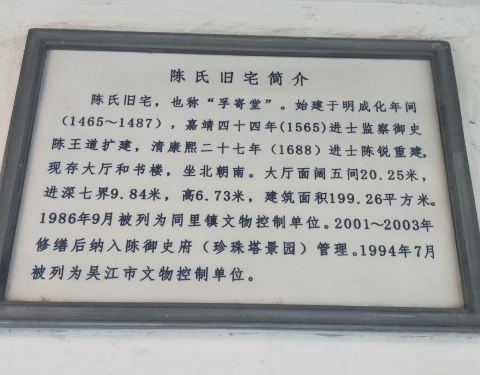 陈氏旧宅简介
陈氏旧宅，也称“孚寄堂”。始建于明成化年间
(1465～1487)，嘉靖四十四年(1565)进士监察御史
陈王道扩建，清康熙二十七年（1688）进士陈锐重建，
现存大厅和书楼，坐北朝南。大厅面阔五间20.25米，
进深七界9.84米，高6.73米，建筑面积199.26平方米。
1986年9月被列为同里镇文物控制单位。2001～2003年
修缮后纳入陈御史府（珍珠塔景园）管理。1994年7月
被列为吴江市文物控制单位。